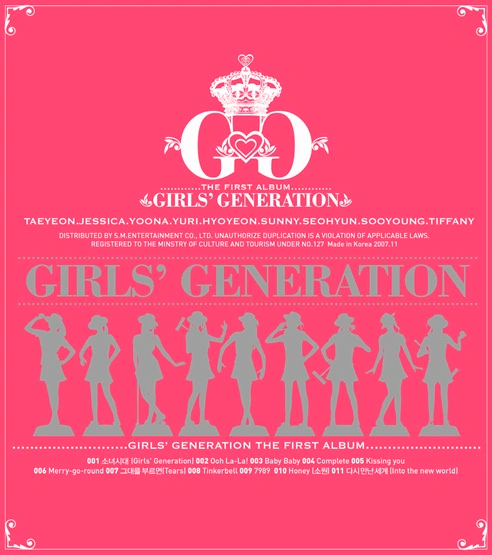 GG
............THE FIRST ALBUM............
GIRLS' GENERATION
TAEYEON.JESSICA.YOONA.YURI.HYOYEON.SUNNY.SEOHYUN.SOOYOUNG.TIFFANY
DISTRIBUTED BY S.M.ENTERTAINMENT CO., LTD. UNAUTHORIZE DUPLICATION IS A VIOLATION OF APPLICABLE LAWS.
REGISTERED TO THE MINSTRY OF CULTURE AND TOURISM UNDER NO.127 Made in Korea 2007.11
GIRLS' GENERATION
GIRLS' GENERATION THE FIRST ALBUM
001 소녀시대 (Girls' Generation) 002 Ooh La-La! 003 Baby Baby 004 Complete 005 Kissing you
006 Merry-go-round 007 그대를 부르면(Tears) 008 Tinkerbell 009 7989 010 Honey (소원) 011 다시 만난 세계 (Into the new world)